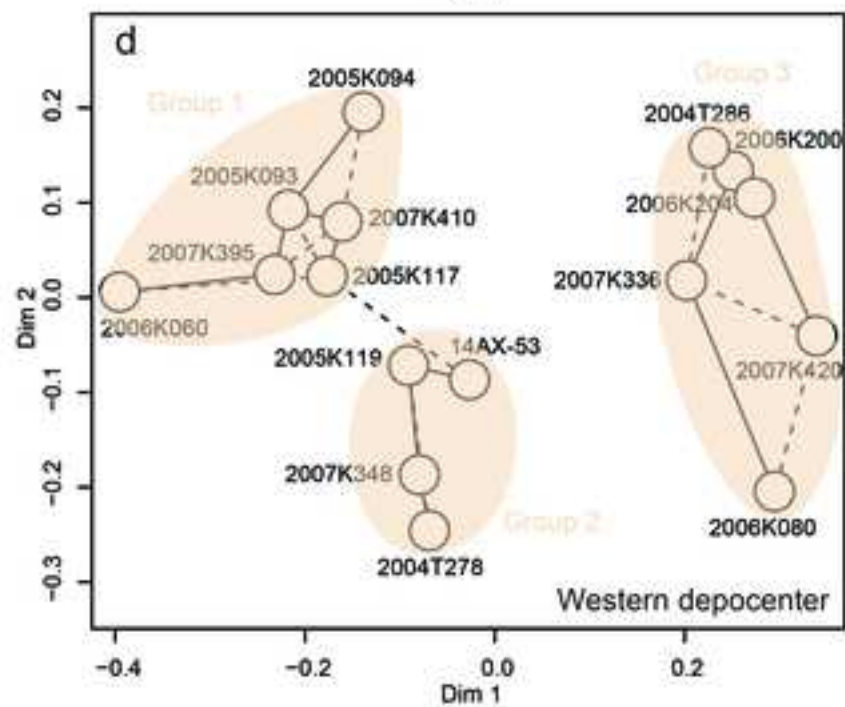 d
2005K094
Group 1
Group 3
2004T286
2006K200
2005K093
2006K204
2007K410
2007K395
2005K117
2007K336
2006K060
2005K119
14AX-53
2007K420
2007K348
Group 2
2006K080
2004T278
Western depocenter
Dim 2
0.2
0.1
0.0
−0.1
−0.2
−0.3
−0.4
−0.2
0.0
0.2
Dim 1